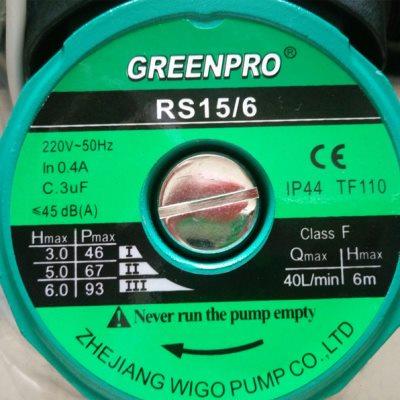 GREENPRO®
RS15/6
220V~50Hz
In 0.4A
C.3uF
≤45 dB(A)
CE
IP44 TF110
Hmax Pmax
3.0 46 I
5.0 67 II
6.0 93 III
Class F
Qmax Hmax
40L/min 6m
Never run the pump empty
ZHEJIANG WIGO PUMP CO.,LTD